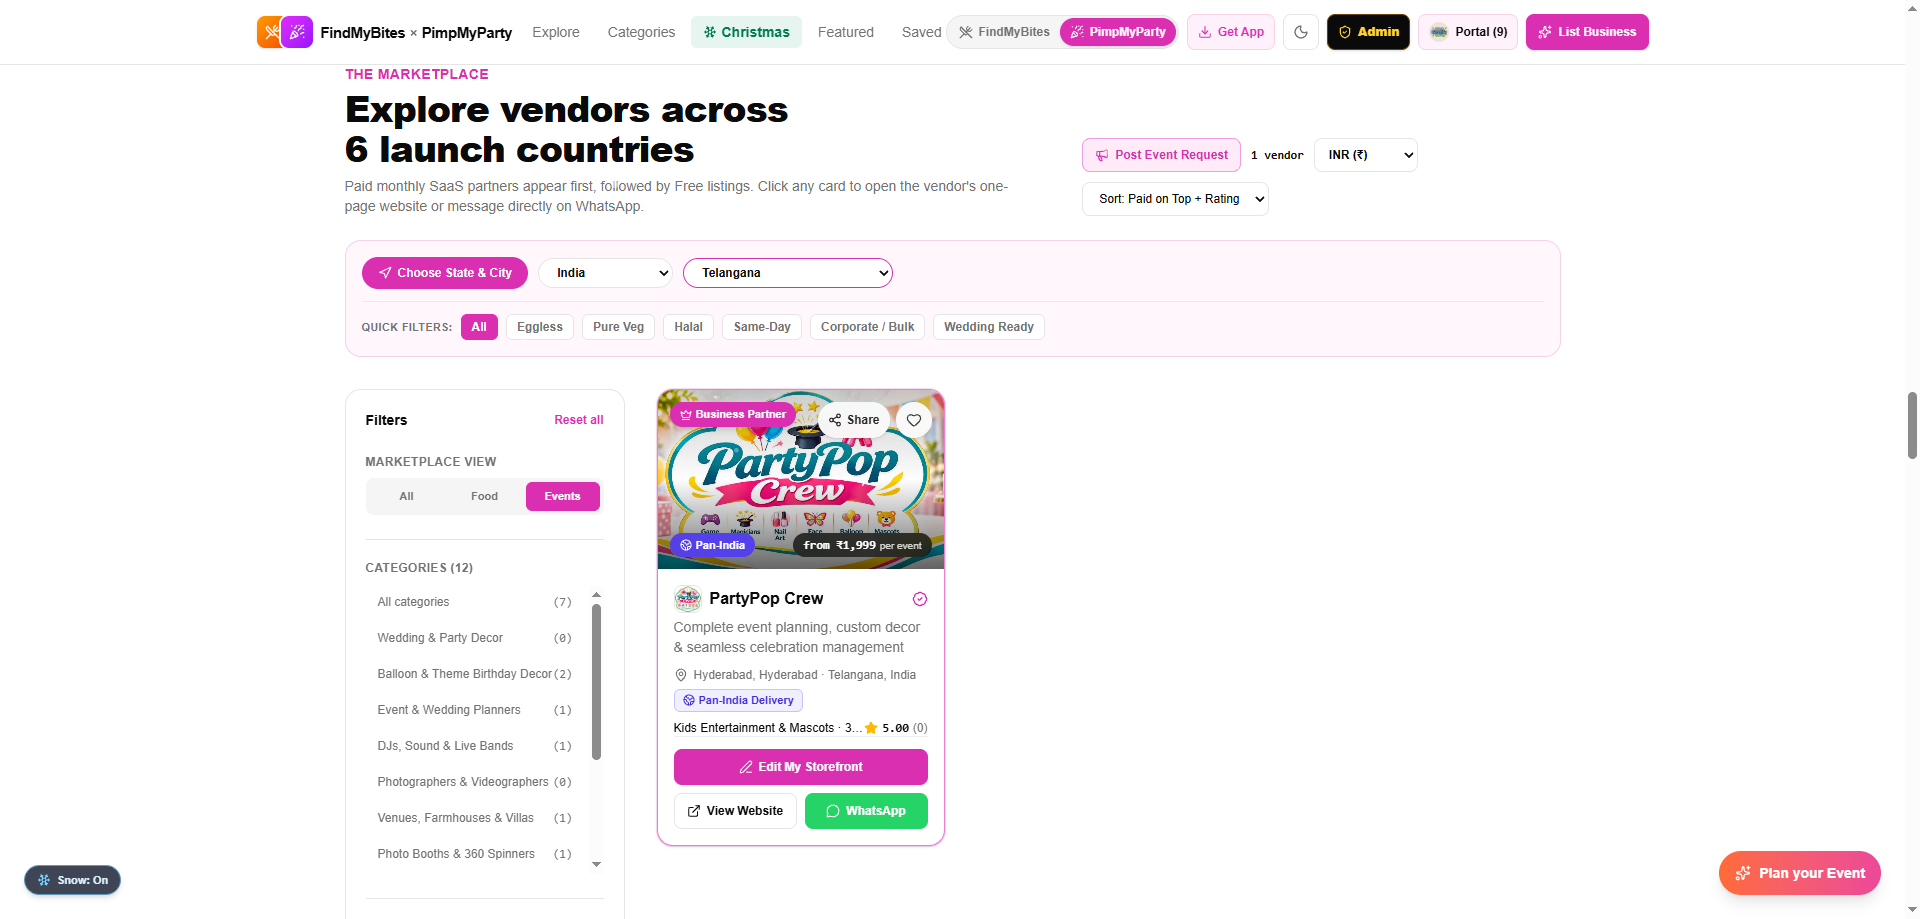 FindMyBites × PimpMyParty
Explore
Categories
Christmas
Featured
Saved
FindMyBites
PimpMyParty
Get App
Admin
Portal (9)
List Business
THE MARKETPLACE
Explore vendors across
6 launch countries
Paid monthly SaaS partners appear first, followed by Free listings. Click any card to open the vendor's one-
page website or message directly on WhatsApp.
Post Event Request
1 vendor
INR (₹)
Sort: Paid on Top + Rating
Choose State & City
India
Telangana
QUICK FILTERS:
All
Eggless
Pure Veg
Halal
Same-Day
Corporate / Bulk
Wedding Ready
Filters
Reset all
MARKETPLACE VIEW
All
Food
Events
CATEGORIES (12)
All categories (7)
Wedding & Party Decor (0)
Balloon & Theme Birthday Decor (2)
Event & Wedding Planners (1)
DJs, Sound & Live Bands (1)
Photographers & Videographers (0)
Venues, Farmhouses & Villas (1)
Photo Booths & 360 Spinners (1)
Business Partner
Share
PartyPop
Crew
Game
Magicians
Nail
Art
Face
Balloon
Mascots
Pan-India
from ₹1,999 per event
PartyPop Crew
Complete event planning, custom decor
& seamless celebration management
Hyderabad, Hyderabad · Telangana, India
Pan-India Delivery
Kids Entertainment & Mascots · 3... 5.00 (0)
Edit My Storefront
View Website
WhatsApp
Snow: On
Plan your Event